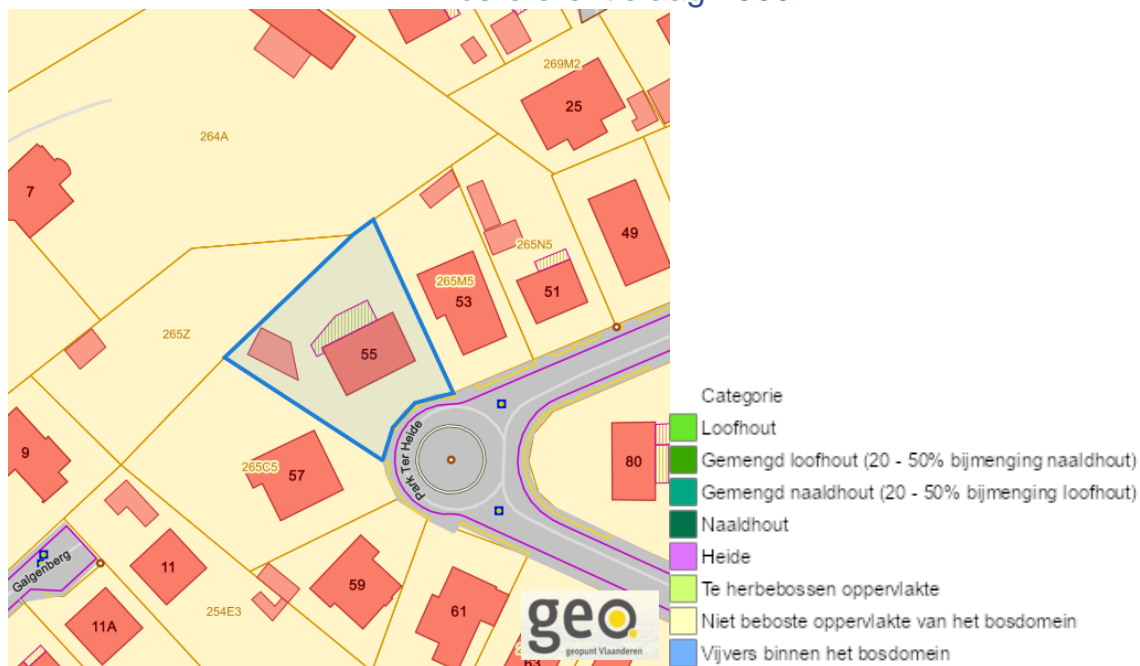 269M2
25
264A
7
49
265N5
265M5
53
51
265Z
55
Park Ter Heide
9
265C5
57
80
Galgenberg
11
59
254E3
61
11A
63
geo.
geopunt Vlaanderen
Categorie
Loofhout
Gemengd loofhout (20 - 50% bijmenging naaldhout)
Gemengd naaldhout (20 - 50% bijmenging loofhout)
Naaldhout
Heide
Te herbebossen oppervlakte
Niet beboste oppervlakte van het bosdomein
Vijvers binnen het bosdomein